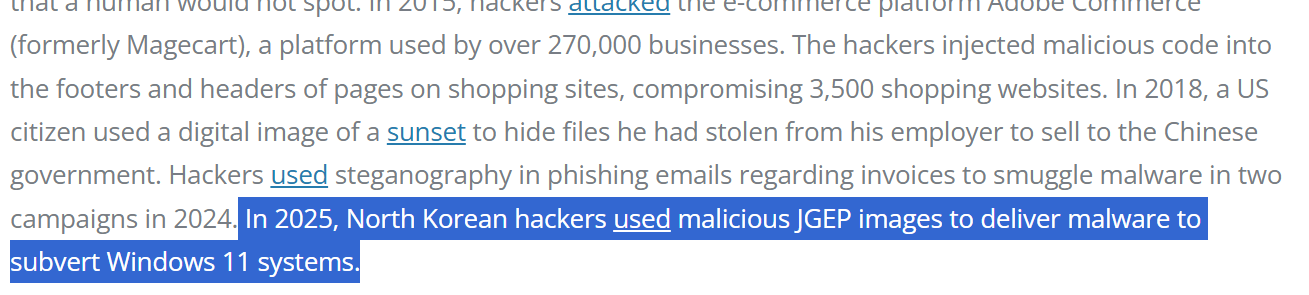 that a human would not spot. In 2015, hackers attacked the e-commerce platform Adobe Commerce
(formerly Magecart), a platform used by over 270,000 businesses. The hackers injected malicious code into
the footers and headers of pages on shopping sites, compromising 3,500 shopping websites. In 2018, a US
citizen used a digital image of a sunset to hide files he had stolen from his employer to sell to the Chinese
government. Hackers used steganography in phishing emails regarding invoices to smuggle malware in two
campaigns in 2024. In 2025, North Korean hackers used malicious JGEP images to deliver malware to
subvert Windows 11 systems.